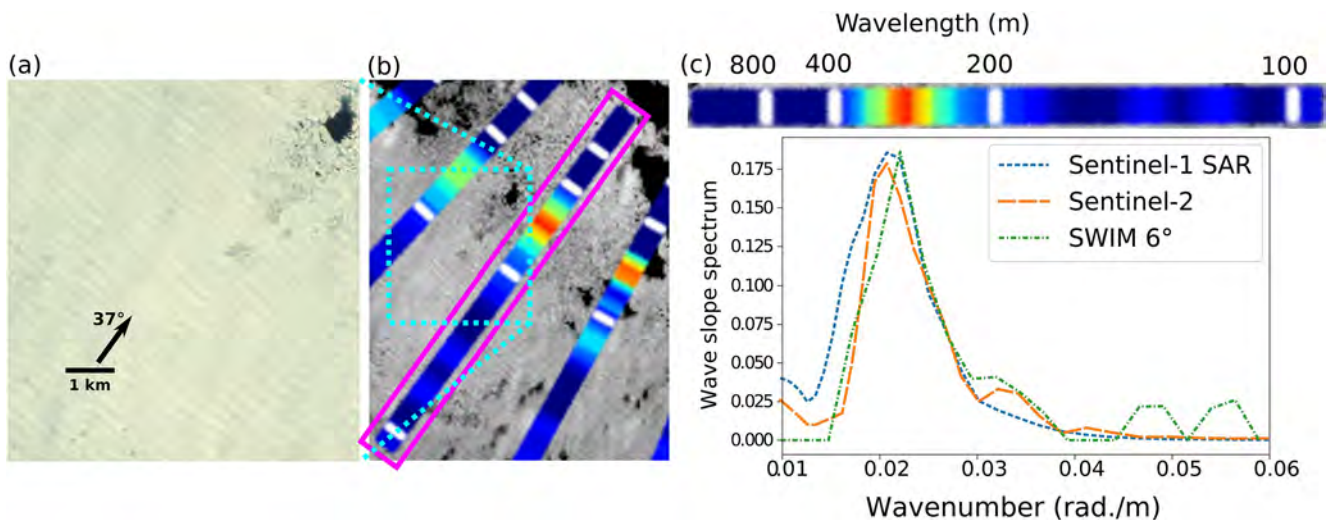 (a)
37°
1 km
(b)
Wavelength (m)
(c)
800 400 200 100
Wave slope spectrum
0.175
0.150
0.125
0.100
0.075
0.050
0.025
0.000
Sentinel-1 SAR
Sentinel-2
SWIM 6°
0.01 0.02 0.03 0.04 0.05 0.06
Wavenumber (rad./m)